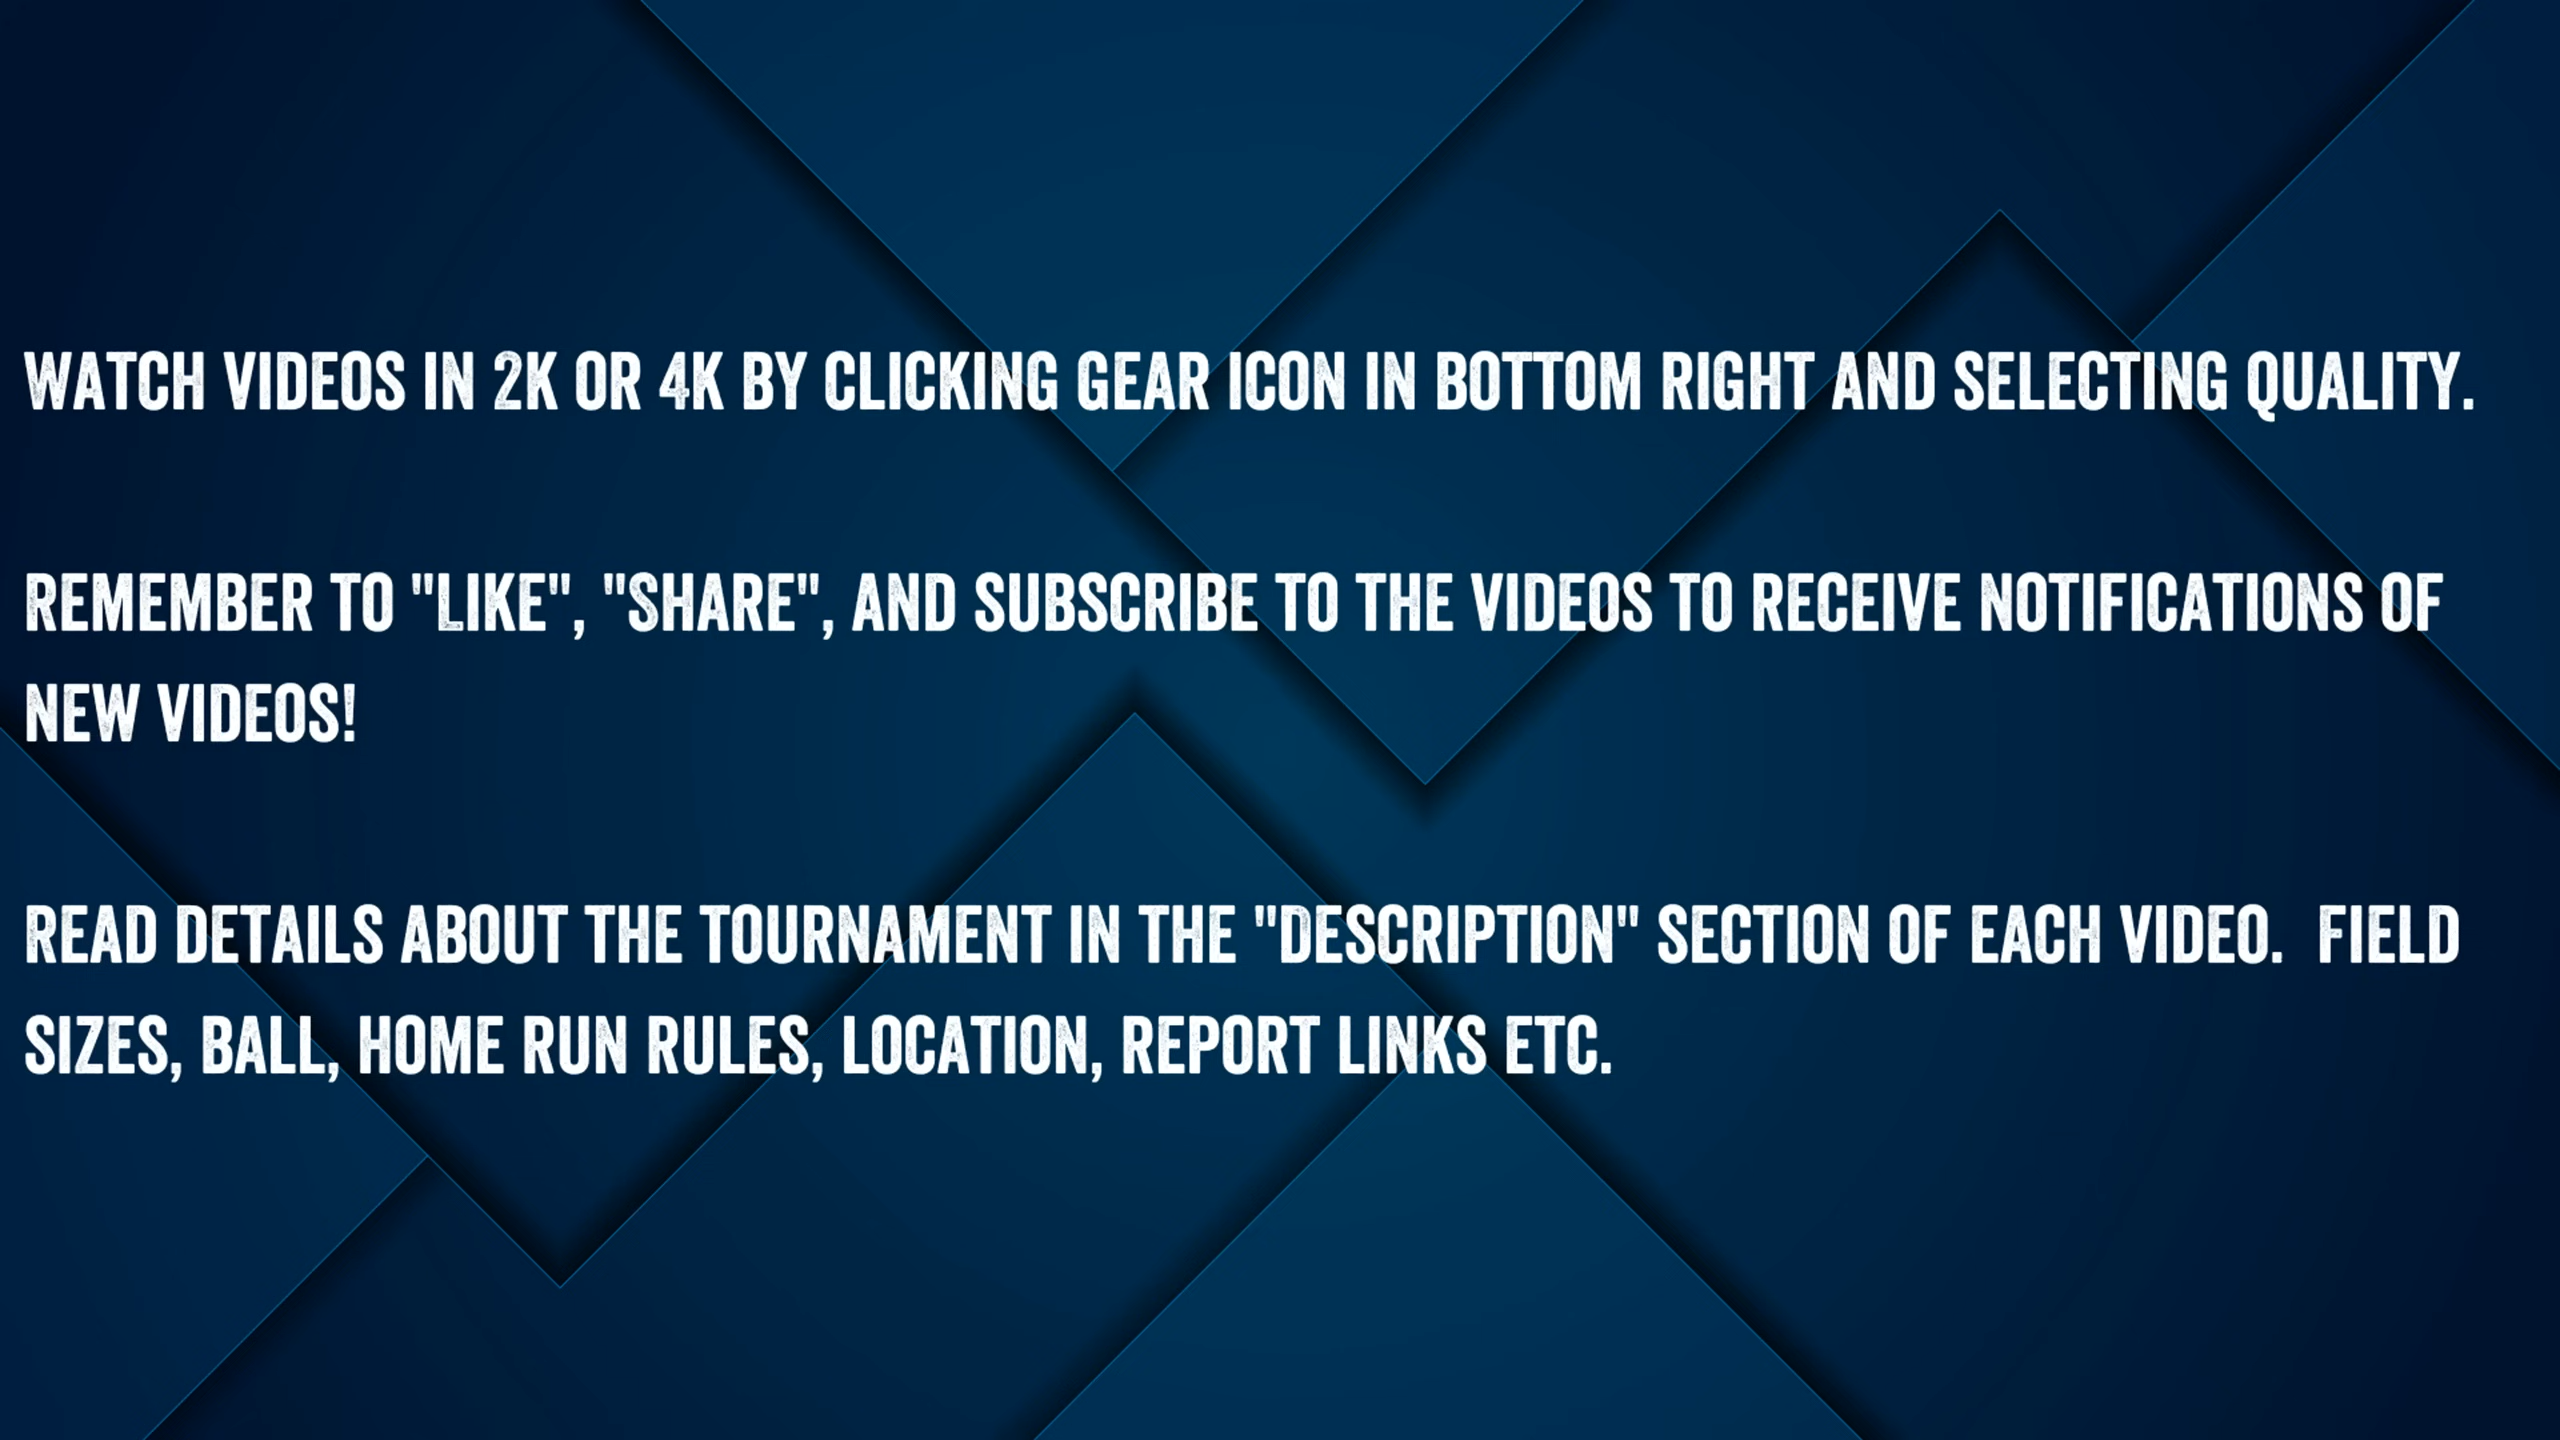 WATCH VIDEOS IN 2K OR 4K BY CLICKING GEAR ICON IN BOTTOM RIGHT AND SELECTING QUALITY.
REMEMBER TO "LIKE", "SHARE", AND SUBSCRIBE TO THE VIDEOS TO RECEIVE NOTIFICATIONS OF
NEW VIDEOS!
READ DETAILS ABOUT THE TOURNAMENT IN THE "DESCRIPTION" SECTION OF EACH VIDEO.  FIELD
SIZES, BALL, HOME RUN RULES, LOCATION, REPORT LINKS ETC.